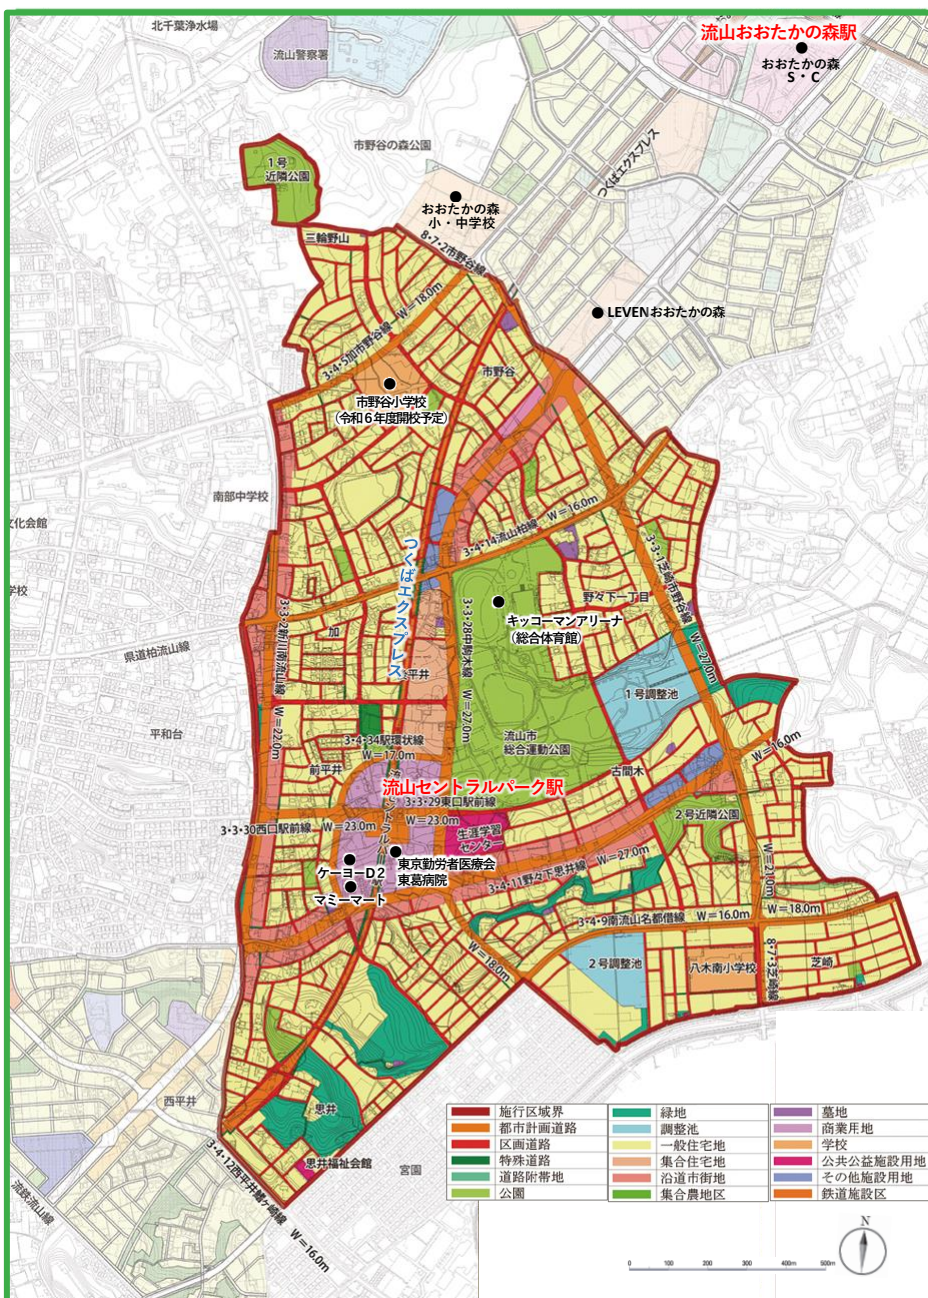 北千葉浄水場
流山おおたかの森駅
流山警察署
おおたかの森
S・C
市野谷の森公園
つくばエクスプレス
1号
近隣公園
おおたかの森
小・中学校
三輪野山
8・7・2市野谷線
LEVENおおたかの森
3・4・5加市野谷線 W=18.0m
市野谷
市野谷小学校
(令和6年度開校予定)
南部中学校
文化会館
3・4・14流山柏線 W=16.0m
つくばエクスプレス
3・3・1芝崎市野谷線 W=27.0m
学校
野々下一丁目
キッコーマンアリーナ
(総合体育館)
3・3・28中駒木線 W=27.0m
3・3・2新川南流山線 W=22.0m
加
県道柏流山線
平井
1号調整池
平和台
流山市
総合運動公園
3・4・34駅環状線
W=17.0m
W=16.0m
前平井
古間木
流山セントラルパーク駅
3・3・29東口駅前線
W=23.0m
2号近隣公園
3・3・30西口駅前線 W=23.0m
生涯学習
センター
W=21.0m
東京勤労者医療会
東葛病院
ケーヨーD2
マミーマート
3・4・11野々下思井線 W=27.0m
3・4・9南流山名都借線 W=16.0m
W=18.0m
W=18.0m
2号調整池
八木南小学校
芝崎
8・7・3芝崎線
西平井
思井
思井福祉会館
宮園
3・4・12西平井鰭ケ崎線 W=16.0m
流鉄流山線
施行区域界
都市計画道路
区画道路
特殊道路
道路附帯地
公園
緑地
調整池
一般住宅地
集合住宅地
沿道市街地
集合農地区
墓地
商業用地
学校
公共公益施設用地
その他施設用地
鉄道施設区
N
0 100 200 300 400m 500m